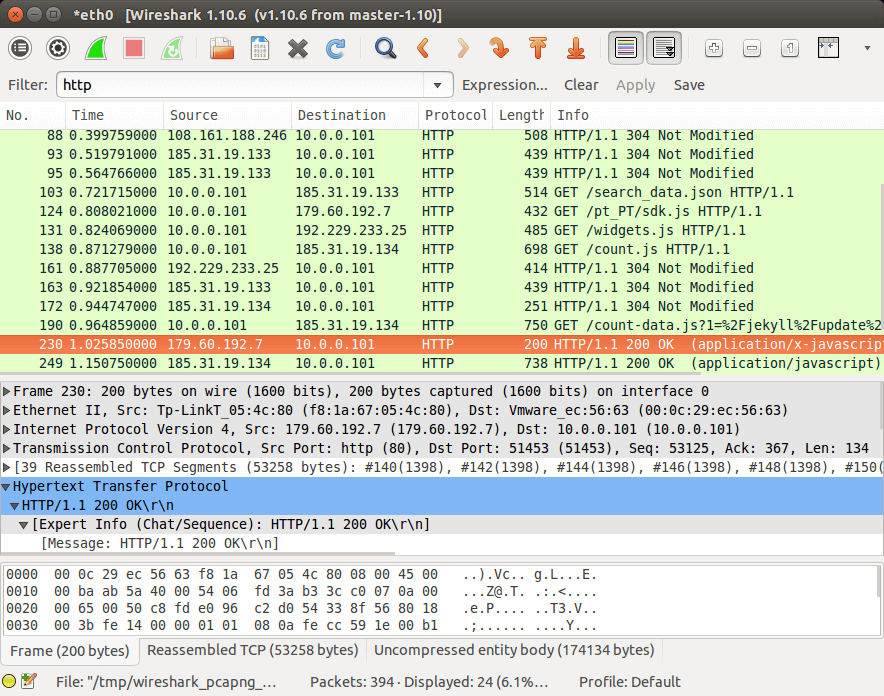 *eth0 [Wireshark 1.10.6 (v1.10.6 from master-1.10)]
Filter: http Expression... Clear Apply Save
No. Time Source Destination Protocol Length Info
88 0.399759000 108.161.188.246 10.0.0.101 HTTP 508 HTTP/1.1 304 Not Modified
93 0.519791000 185.31.19.133 10.0.0.101 HTTP 439 HTTP/1.1 304 Not Modified
95 0.564766000 185.31.19.133 10.0.0.101 HTTP 439 HTTP/1.1 304 Not Modified
103 0.721715000 10.0.0.101 185.31.19.133 HTTP 514 GET /search_data.json HTTP/1.1
124 0.808021000 10.0.0.101 179.60.192.7 HTTP 432 GET /pt_PT/sdk.js HTTP/1.1
131 0.824069000 10.0.0.101 192.229.233.25 HTTP 485 GET /widgets.js HTTP/1.1
138 0.871279000 10.0.0.101 185.31.19.134 HTTP 698 GET /count.js HTTP/1.1
161 0.887705000 192.229.233.25 10.0.0.101 HTTP 414 HTTP/1.1 304 Not Modified
163 0.921854000 185.31.19.133 10.0.0.101 HTTP 439 HTTP/1.1 304 Not Modified
172 0.944747000 185.31.19.134 10.0.0.101 HTTP 251 HTTP/1.1 304 Not Modified
190 0.964859000 10.0.0.101 185.31.19.134 HTTP 750 GET /count-data.js?1=%2Fjekyll%2Fupdate%2
230 1.025850000 179.60.192.7 10.0.0.101 HTTP 200 HTTP/1.1 200 OK (application/x-javascript
249 1.150750000 185.31.19.134 10.0.0.101 HTTP 738 HTTP/1.1 200 OK (application/javascript)
Frame 230: 200 bytes on wire (1600 bits), 200 bytes captured (1600 bits) on interface 0
Ethernet II, Src: Tp-LinkT_05:4c:80 (f8:1a:67:05:4c:80), Dst: Vmware_ec:56:63 (00:0c:29:ec:56:63)
Internet Protocol Version 4, Src: 179.60.192.7 (179.60.192.7), Dst: 10.0.0.101 (10.0.0.101)
Transmission Control Protocol, Src Port: http (80), Dst Port: 51453 (51453), Seq: 53125, Ack: 367, Len: 134
[39 Reassembled TCP Segments (53258 bytes): #140(1398), #142(1398), #144(1398), #146(1398), #148(1398), #150(
Hypertext Transfer Protocol
HTTP/1.1 200 OK\r\n
[Expert Info (Chat/Sequence): HTTP/1.1 200 OK\r\n]
[Message: HTTP/1.1 200 OK\r\n]
0000 00 0c 29 ec 56 63 f8 1a 67 05 4c 80 08 00 45 00 ..).Vc.. g.L...E.
0010 00 ba ab 5a 40 00 54 06 fd 3a b3 3c c0 07 0a 00 ...Z@.T. .:.<....
0020 00 65 00 50 c8 fd e0 96 c2 d0 54 33 8f 56 80 18 .e.P.... ..T3.V..
0030 00 3b fe 14 00 00 01 01 08 0a fe cc 59 1e 00 b1 .;...... ....Y...
Frame (200 bytes) Reassembled TCP (53258 bytes) Uncompressed entity body (174134 bytes)
File: "/tmp/wireshark_pcapng_... Packets: 394 · Displayed: 24 (6.1%... Profile: Default